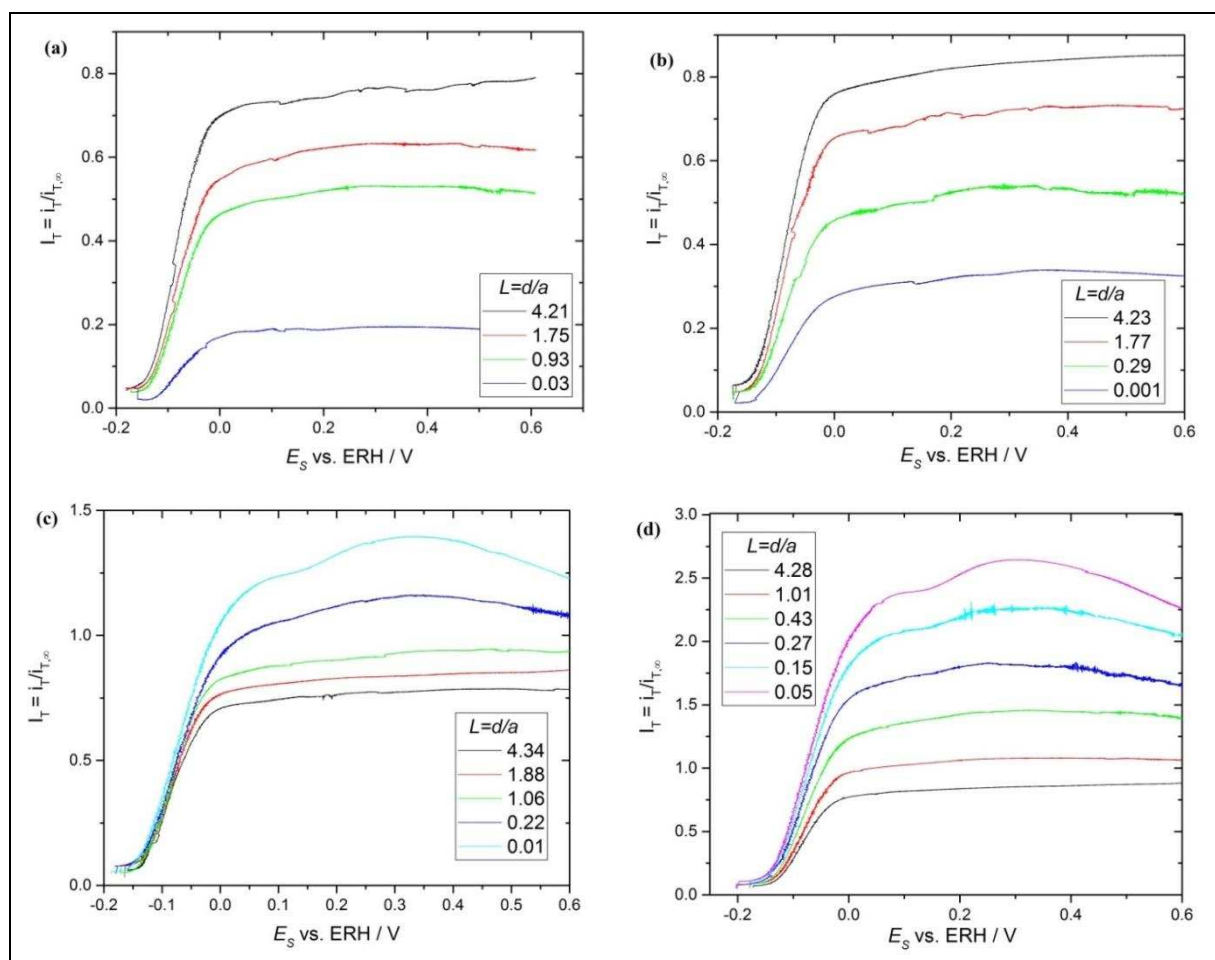 (a)
0.8
0.6
0.4
0.2
0.0
I_T = i_T/i_{T,∞}
L=d/a
4.21
1.75
0.93
0.03
-0.2 0.0 0.2 0.4 0.6
E_S vs. ERH / V
(b)
0.8
0.6
0.4
0.2
0.0
I_T = i_T/i_{T,∞}
L=d/a
4.23
1.77
0.29
0.001
-0.2 0.0 0.2 0.4 0.6
E_S vs. ERH / V
(c)
1.5
1.0
0.5
0.0
I_T = i_T/i_{T,∞}
L=d/a
4.34
1.88
1.06
0.22
0.01
-0.2 -0.1 0.0 0.1 0.2 0.3 0.4 0.5 0.6
E_S vs. ERH / V
(d)
3.0
2.5
2.0
1.5
1.0
0.5
0.0
I_T = i_T/i_{T,∞}
L=d/a
4.28
1.01
0.43
0.27
0.15
0.05
-0.2 0.0 0.2 0.4 0.6
E_S vs. ERH / V